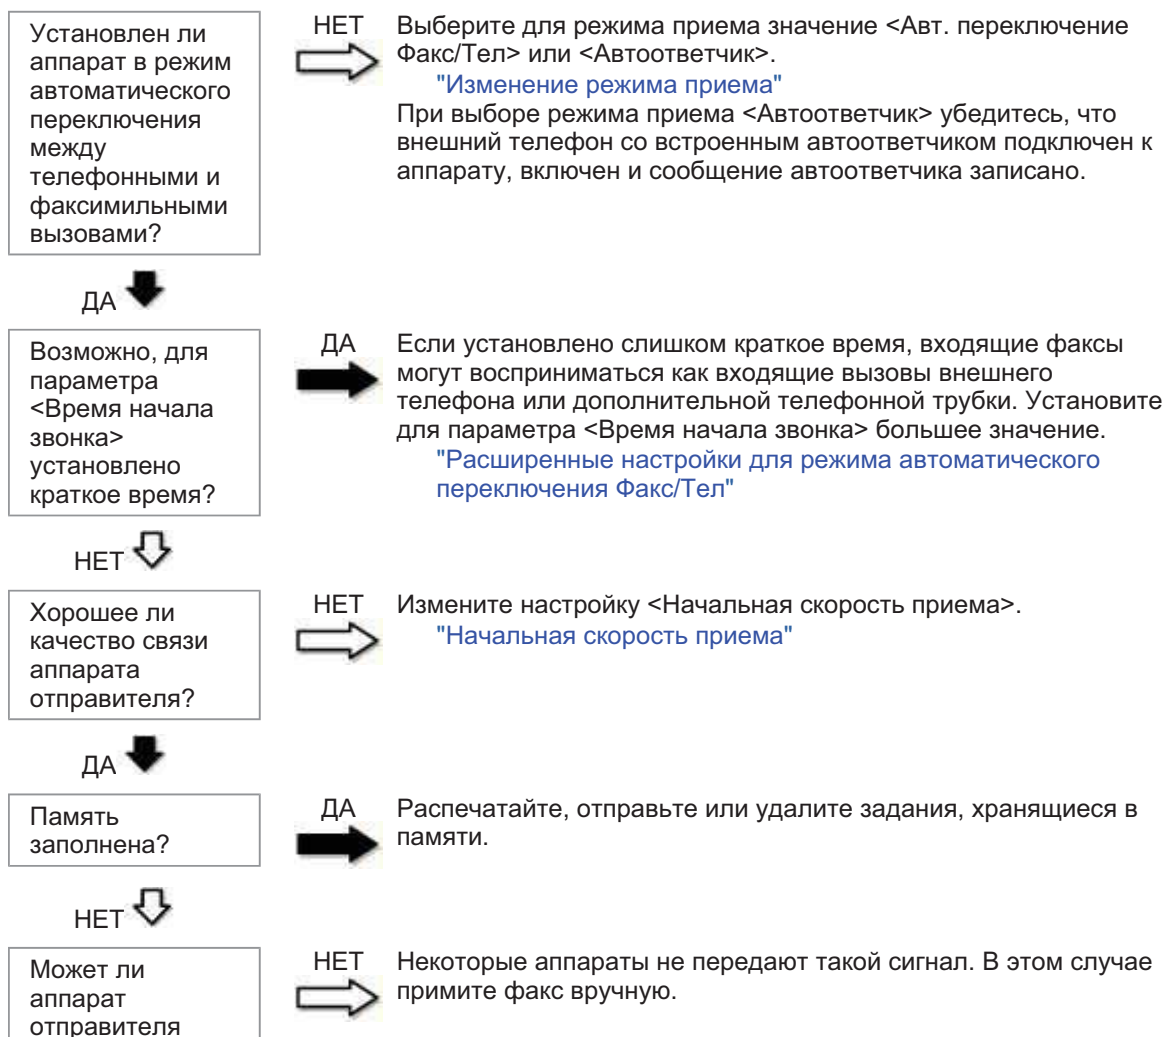 Установлен ли
аппарат в режим
автоматического
переключения
между
телефонными и
факсимильными
вызовами?
НЕТ
Выберите для режима приема значение <Авт. переключение
Факс/Тел> или <Автоответчик>.
"Изменение режима приема"
При выборе режима приема <Автоответчик> убедитесь, что
внешний телефон со встроенным автоответчиком подключен к
аппарату, включен и сообщение автоответчика записано.
ДА
Возможно, для
параметра
<Время начала
звонка>
установлено
краткое время?
ДА
Если установлено слишком краткое время, входящие факсы
могут восприниматься как входящие вызовы внешнего
телефона или дополнительной телефонной трубки. Установите
для параметра <Время начала звонка> большее значение.
"Расширенные настройки для режима автоматического
переключения Факс/Тел"
НЕТ
Хорошее ли
качество связи
аппарата
отправителя?
НЕТ
Измените настройку <Начальная скорость приема>.
"Начальная скорость приема"
ДА
Память
заполнена?
ДА
Распечатайте, отправьте или удалите задания, хранящиеся в
памяти.
НЕТ
Может ли
аппарат
отправителя
НЕТ
Некоторые аппараты не передают такой сигнал. В этом случае
примите факс вручную.